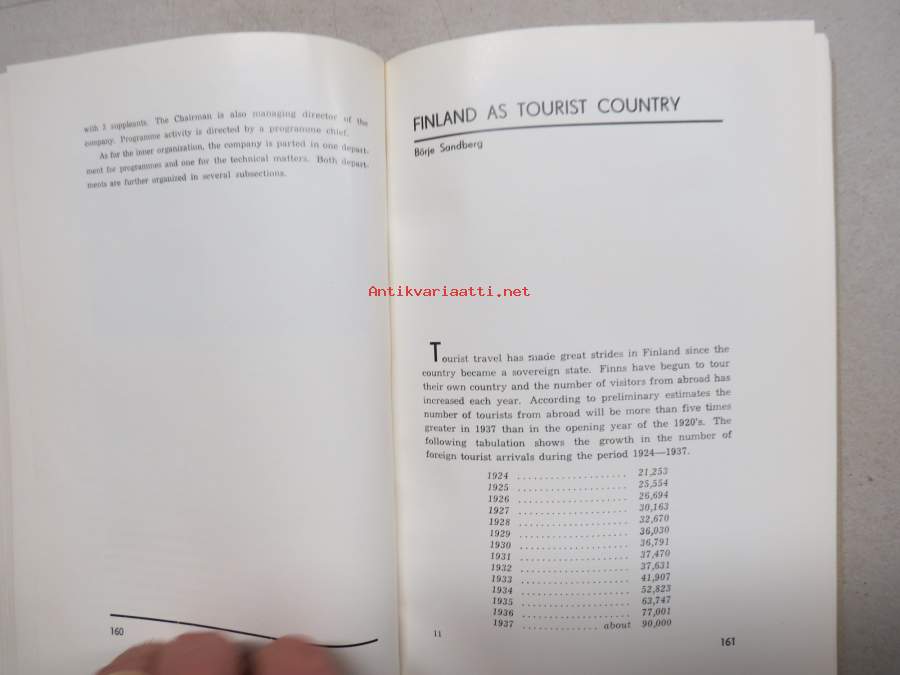 with 2 suppleants. The Chairman is also managing director of the
company. Programme activity is directed by a programme chief.
As for the inner organization, the company is parted in one depart-
ment for programmes and one for the technical matters. Both depart-
ments are further organized in several subsections.
160
FINLAND AS TOURIST COUNTRY
Börje Sandberg
Antikvariaatti.net
Tourist travel has made great strides in Finland since the
country became a sovereign state. Finns have begun to tour
their own country and the number of visitors from abroad has
increased each year. According to preliminary estimates the
number of tourists from abroad will be more than five times
greater in 1937 than in the opening year of the 1920's. The
following tabulation shows the growth in the number of
foreign tourist arrivals during the period 1924—1937.
1924 .................... 21,253
1925 .................... 25,554
1926 .................... 26,694
1927 .................... 30,163
1928 .................... 32,670
1929 .................... 36,030
1930 .................... 36,791
1931 .................... 37,470
1932 .................... 37,631
1933 .................... 41,907
1934 .................... 52,823
1935 .................... 63,747
1936 .................... 77,001
1937 .............. about 90,000
11
161